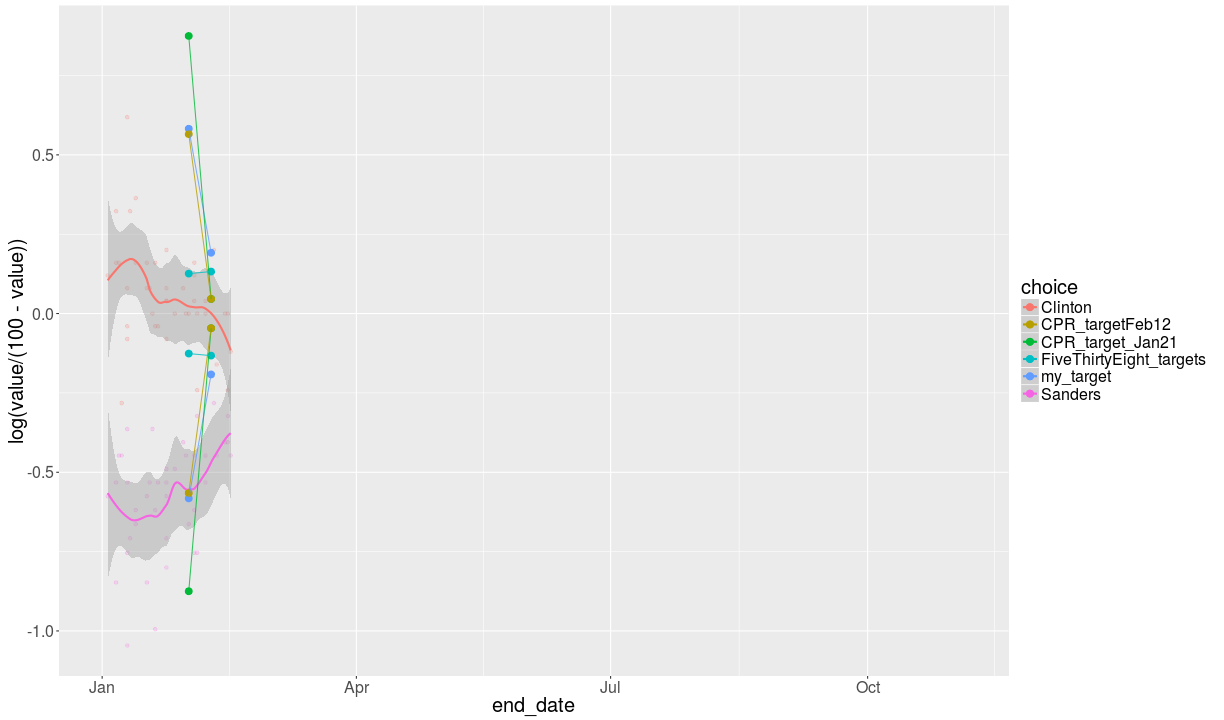 log(value/(100 - value))
0.5
0.0
-0.5
-1.0
Jan
Apr
Jul
Oct
end_date
choice
Clinton
CPR_targetFeb12
CPR_target_Jan21
FiveThirtyEight_targets
my_target
Sanders